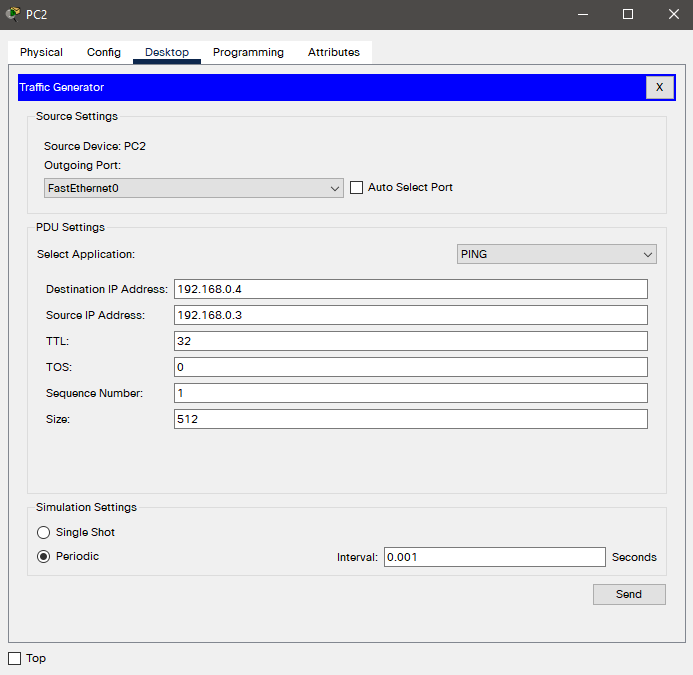 PC2
Physical Config Desktop Programming Attributes
Traffic Generator X
Source Settings
Source Device: PC2
Outgoing Port:
FastEthernet0 Auto Select Port
PDU Settings
Select Application: PING
Destination IP Address: 192.168.0.4
Source IP Address: 192.168.0.3
TTL: 32
TOS: 0
Sequence Number: 1
Size: 512
Simulation Settings
Single Shot
Periodic Interval: 0.001 Seconds
Send
Top